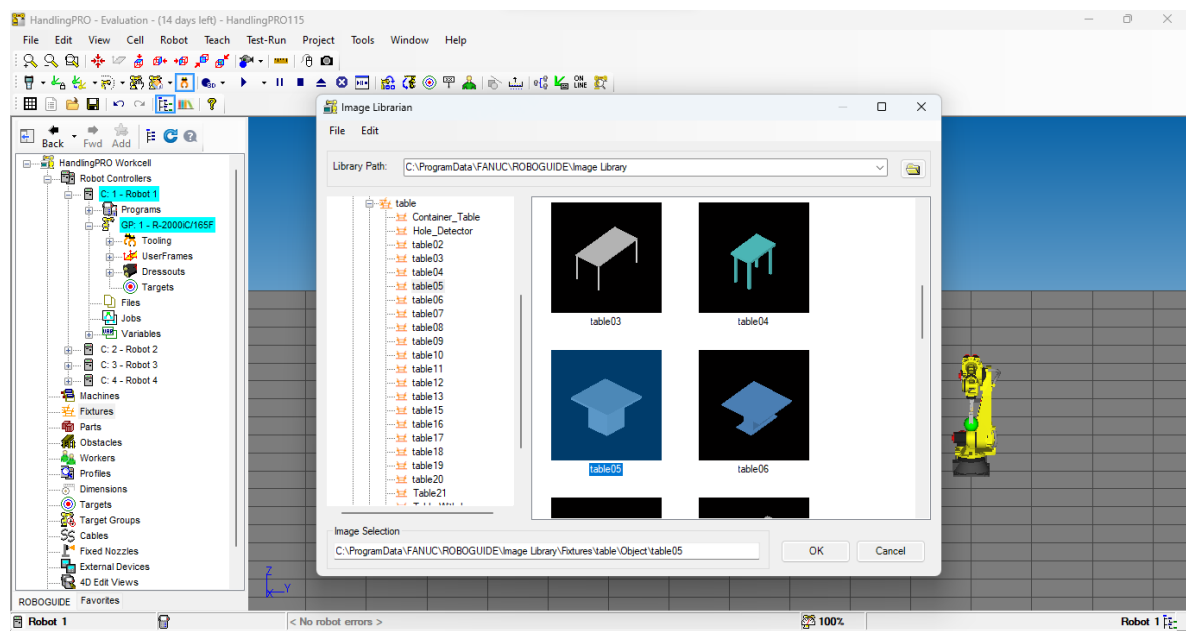 HandlingPRO - Evaluation - (14 days left) - HandlingPRO115
File Edit View Cell Robot Teach Test-Run Project Tools Window Help
ON
LINE
Back Fwd Add
HandlingPRO Workcell
Robot Controllers
C: 1 - Robot 1
Programs
GP: 1 - R-2000iC/165F
Tooling
UserFrames
Dressouts
Targets
Files
Jobs
Variables
C: 2 - Robot 2
C: 3 - Robot 3
C: 4 - Robot 4
Machines
Fixtures
Parts
Obstacles
Workers
Profiles
Dimensions
Targets
Target Groups
Cables
Fixed Nozzles
External Devices
4D Edit Views
ROBOGUIDE Favorites
Image Librarian
File Edit
Library Path: C:\ProgramData\FANUC\ROBOGUIDE\Image Library
table
Container_Table
Hole_Detector
table02
table03
table04
table05
table06
table07
table08
table09
table10
table11
table12
table13
table15
table16
table17
table18
table19
table20
Table21
table03 table04
table05 table06
Image Selection
C:\ProgramData\FANUC\ROBOGUIDE\Image Library\Fixtures\table\Object\table05
OK Cancel
Z
X Y
Robot 1 < No robot errors > 100% Robot 1